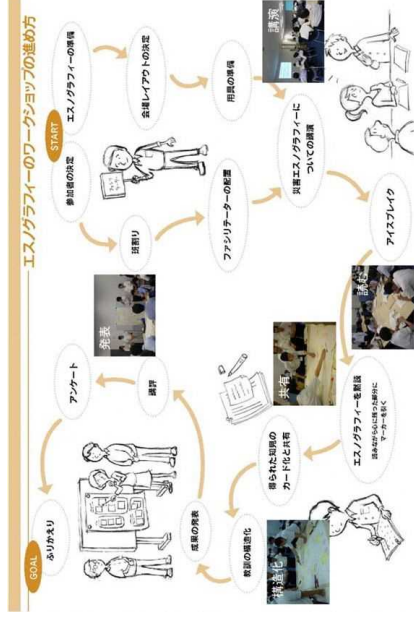 エスノグラフィーのワークショップの進め方
START
エスノグラフィーの準備
会場レイアウトの決定
用具の準備
参加者の決定
班割り
ファシリテーターの配置
災害エスノグラフィーに
ついての講演
講演
アイスブレイク
読む
エスノグラフィーを黙読
読みながら心に残った部分に
マーカーを引く
共有
得られた知見の
カード化と共有
構造化
教訓の構造化
成果の発表
発表
講評
アンケート
ふりかえり
GOAL